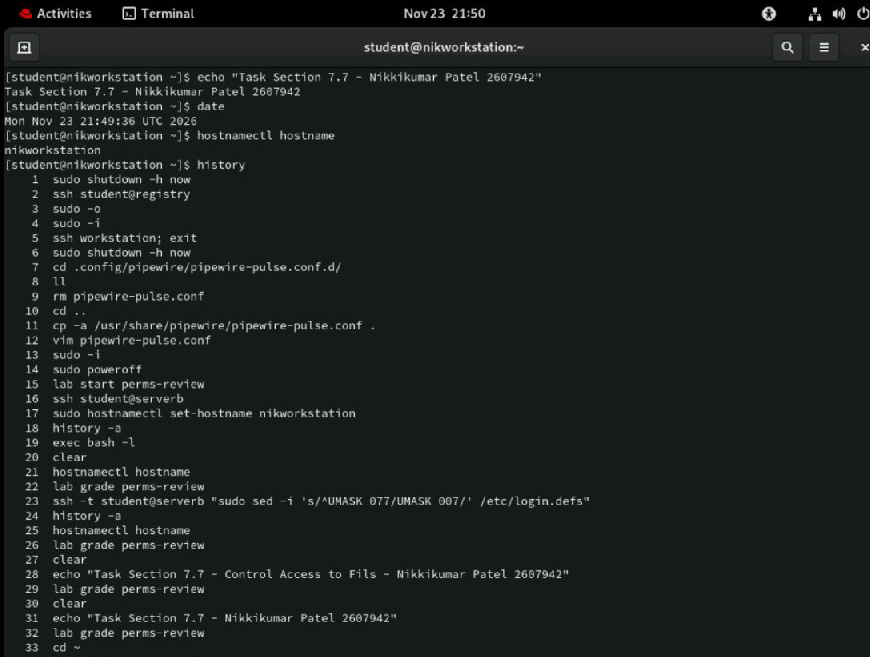 Activities
Terminal
Nov 23 21:50
student@nikworkstation:~
[student@nikworkstation ~]$ echo "Task Section 7.7 - Nikkikumar Patel 2607942"
Task Section 7.7 - Nikkikumar Patel 2607942
[student@nikworkstation ~]$ date
Mon Nov 23 21:49:36 UTC 2026
[student@nikworkstation ~]$ hostnamectl hostname
nikworkstation
[student@nikworkstation ~]$ history
1 sudo shutdown -h now
2 ssh student@registry
3 sudo -o
4 sudo -i
5 ssh workstation; exit
6 sudo shutdown -h now
7 cd .config/pipewire/pipewire-pulse.conf.d/
8 ll
9 rm pipewire-pulse.conf
10 cd ..
11 cp -a /usr/share/pipewire/pipewire-pulse.conf .
12 vim pipewire-pulse.conf
13 sudo -i
14 sudo poweroff
15 lab start perms-review
16 ssh student@serverb
17 sudo hostnamectl set-hostname nikworkstation
18 history -a
19 exec bash -l
20 clear
21 hostnamectl hostname
22 lab grade perms-review
23 ssh -t student@serverb "sudo sed -i 's/^UMASK 077/UMASK 007/' /etc/login.defs"
24 history -a
25 hostnamectl hostname
26 lab grade perms-review
27 clear
28 echo "Task Section 7.7 - Control Access to Fils - Nikkikumar Patel 2607942"
29 lab grade perms-review
30 clear
31 echo "Task Section 7.7 - Nikkikumar Patel 2607942"
32 lab grade perms-review
33 cd ~